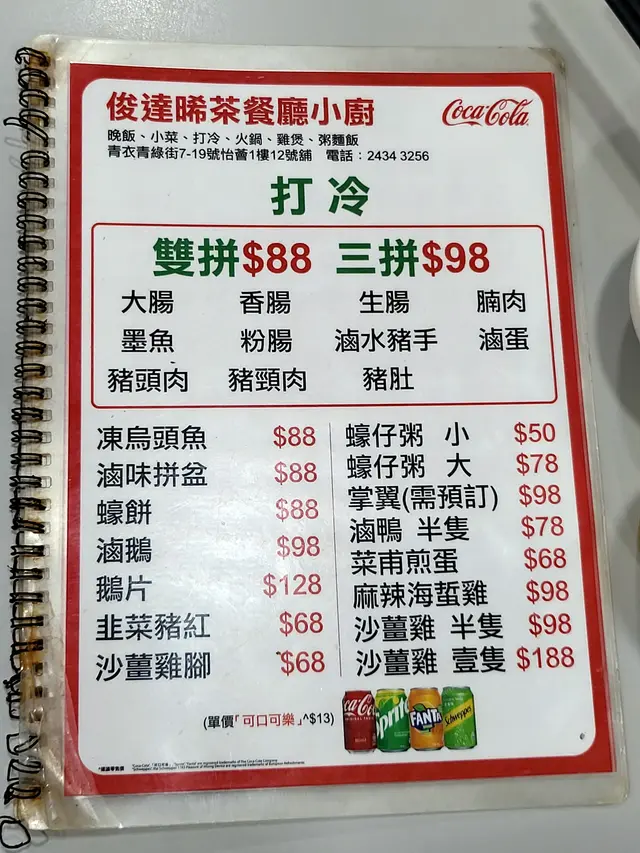 俊達晞茶餐廳小廚
Coca-Cola
晚飯、小菜、打冷、火鍋、雞煲、粥麵飯
青衣青綠街7-19號怡薈1樓12號舖 電話：2434 3256
打冷
雙拼$88 三拼$98
大腸 香腸 生腸 腩肉
墨魚 粉腸 滷水豬手 滷蛋
豬頭肉 豬頸肉 豬肚
凍烏頭魚 $88
滷味拼盆 $88
蠔餅 $88
滷鵝 $98
鵝片 $128
韭菜豬紅 $68
沙薑雞腳 $68
蠔仔粥 小 $50
蠔仔粥 大 $78
掌翼(需預訂) $98
滷鴨 半隻 $78
菜甫煎蛋 $68
麻辣海蜇雞 $98
沙薑雞 半隻 $98
沙薑雞 壹隻 $188
(單價「可口可樂」^$13)
Coca-Cola
Sprite
FANTA
Schweppes